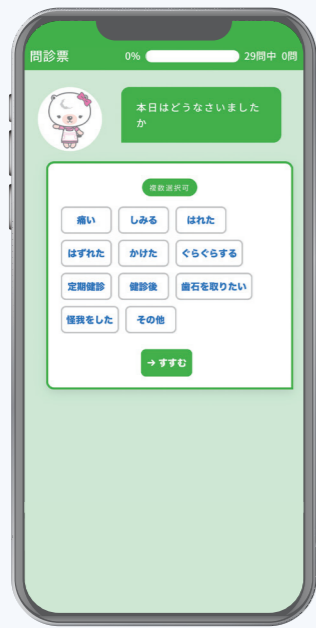 問診票
0%
29問中 0問
本日はどうなさいました
か
複数選択可
痛い しみる はれた
はずれた かけた ぐらぐらする
定期健診 健診後 歯石を取りたい
怪我をした その他
→ すすむ